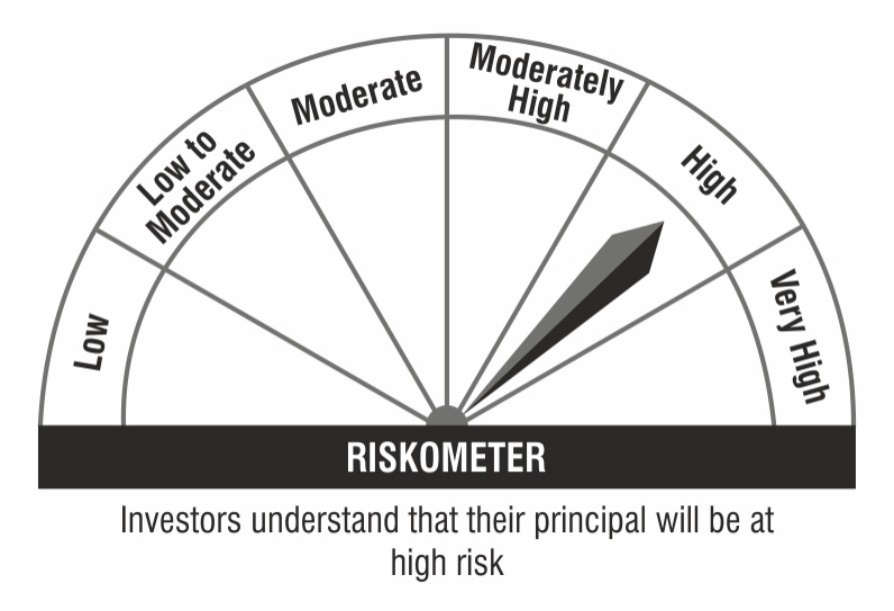 Low
Low to
Moderate
Moderate
Moderately
High
High
Very High
RISKOMETER
Investors understand that their principal will be at
high risk